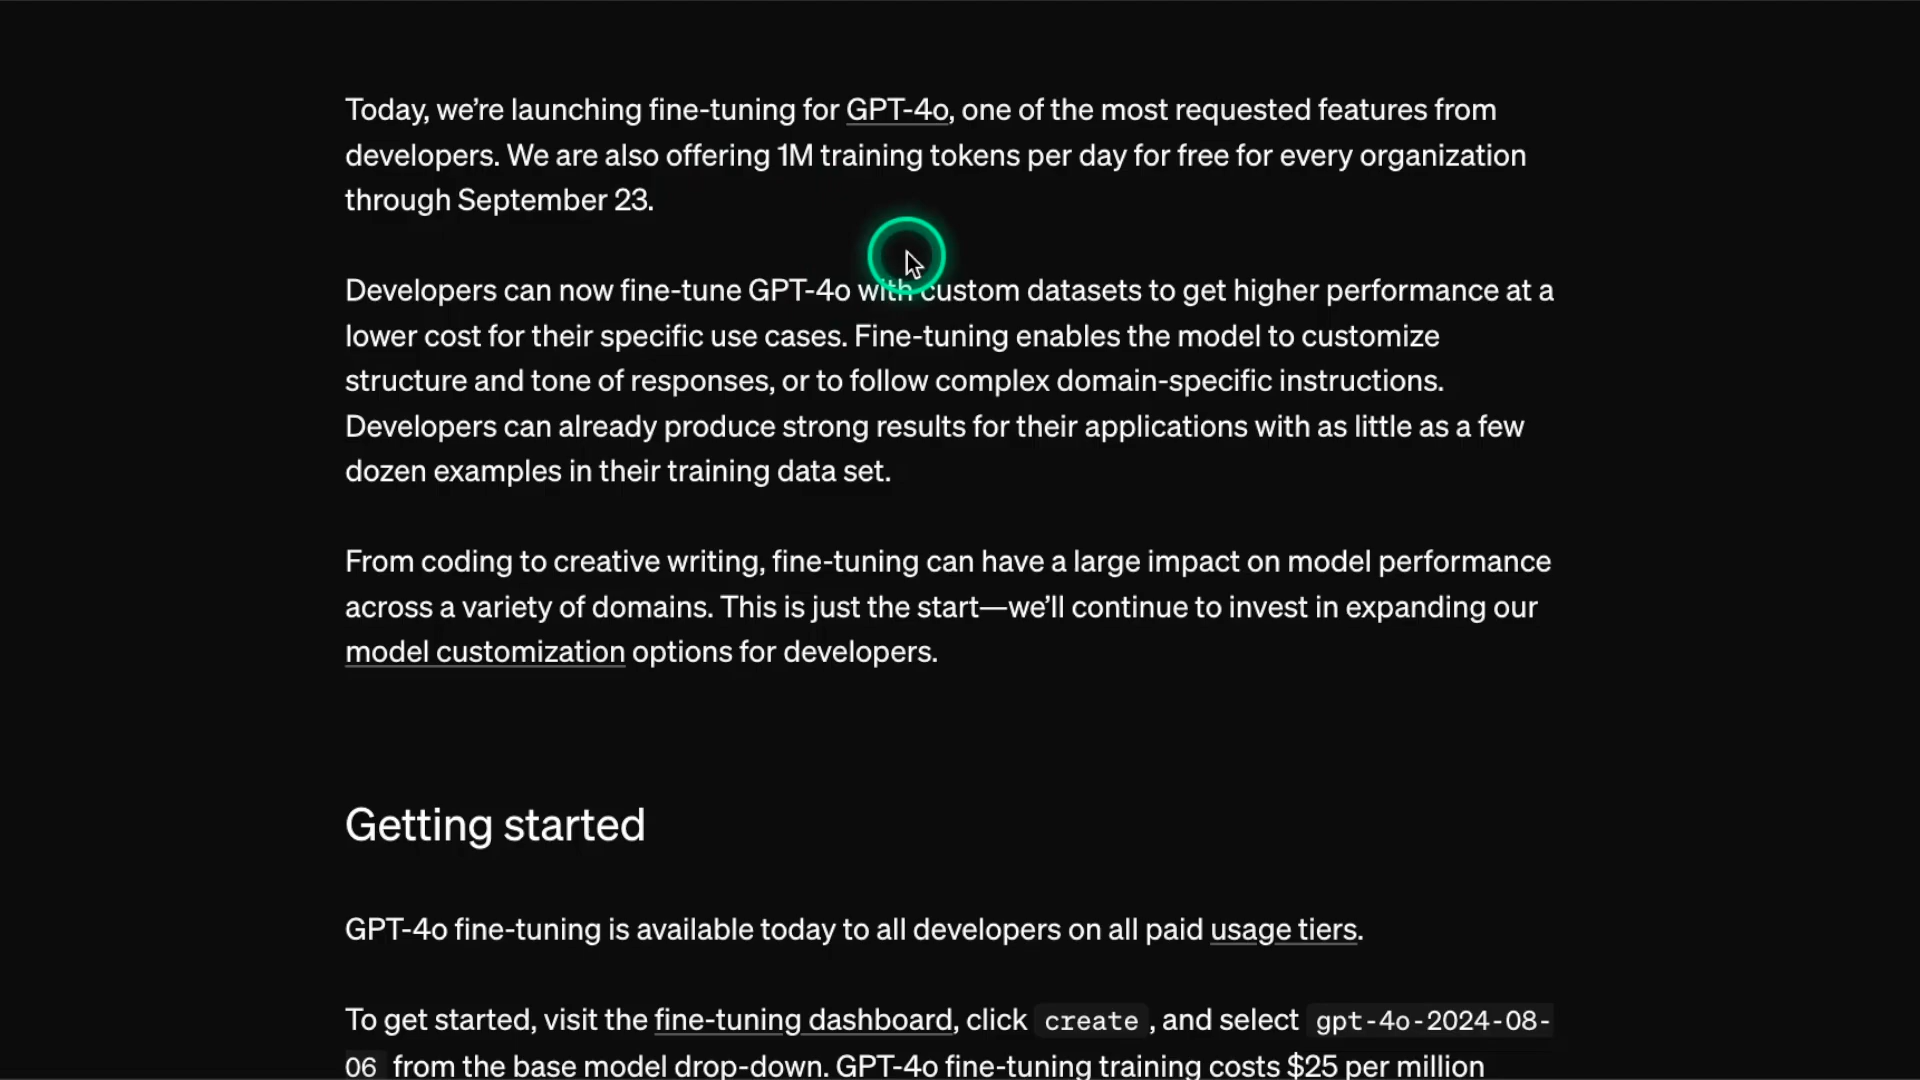 Today, we’re launching fine-tuning for GPT-4o, one of the most requested features from
developers. We are also offering 1M training tokens per day for free for every organization
through September 23.
Developers can now fine-tune GPT-4o with custom datasets to get higher performance at a
lower cost for their specific use cases. Fine-tuning enables the model to customize
structure and tone of responses, or to follow complex domain-specific instructions.
Developers can already produce strong results for their applications with as little as a few
dozen examples in their training data set.
From coding to creative writing, fine-tuning can have a large impact on model performance
across a variety of domains. This is just the start—we’ll continue to invest in expanding our
model customization options for developers.
Getting started
GPT-4o fine-tuning is available today to all developers on all paid usage tiers.
To get started, visit the fine-tuning dashboard, click create , and select gpt-4o-2024-08-
06 from the base model drop-down. GPT-4o fine-tuning training costs $25 per million